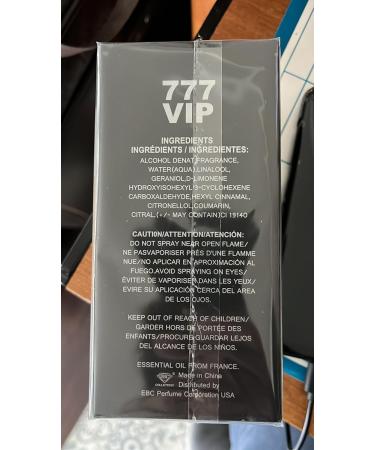 777
VIP
INGREDIENTS
INGRÉDIENTS / INGREDIENTES:
ALCOHOL DENAT,FRAGRANCE,
WATER(AQUA),LINALOOL,
GERANIOL,D-LIMONENE
HYDROXYISOHEXYL/3-CYCLOHEXENE
CARBOXALDEHYDE,HEXYL CINNAMAL,
CITRONELLOL,COUMARIN,
CITRAL,(+/- MAY CONTAIN)CI 19140
CAUTION/ATTENTION/ATENCIÓN:
DO NOT SPRAY NEAR OPEN FLAME/
NE PASVAPORISER PRÉS D'UNE FLAMME
NUE/NO APLICAR EN APROXIMACIÓN AL
FUEGO.AVOID SPRAYING ON EYES/
ÉVITER DE VAPORISER DANS LES YEUX/
EVIRE SU APLICACIÓN CERCA DEL AREA
DE LOS OJOS.
KEEP OUT OF REACH OF CHILDREN/
GARDER HORS DE PORTÉE DES
ENFANTS/PROCURE GUARDAR LEJOS
DEL ALCANCE DE LOS NIÑOS.
ESSENTIAL OIL FROM FRANCE.
Made in China
Distributed by
EBC Perfume Corporation USA